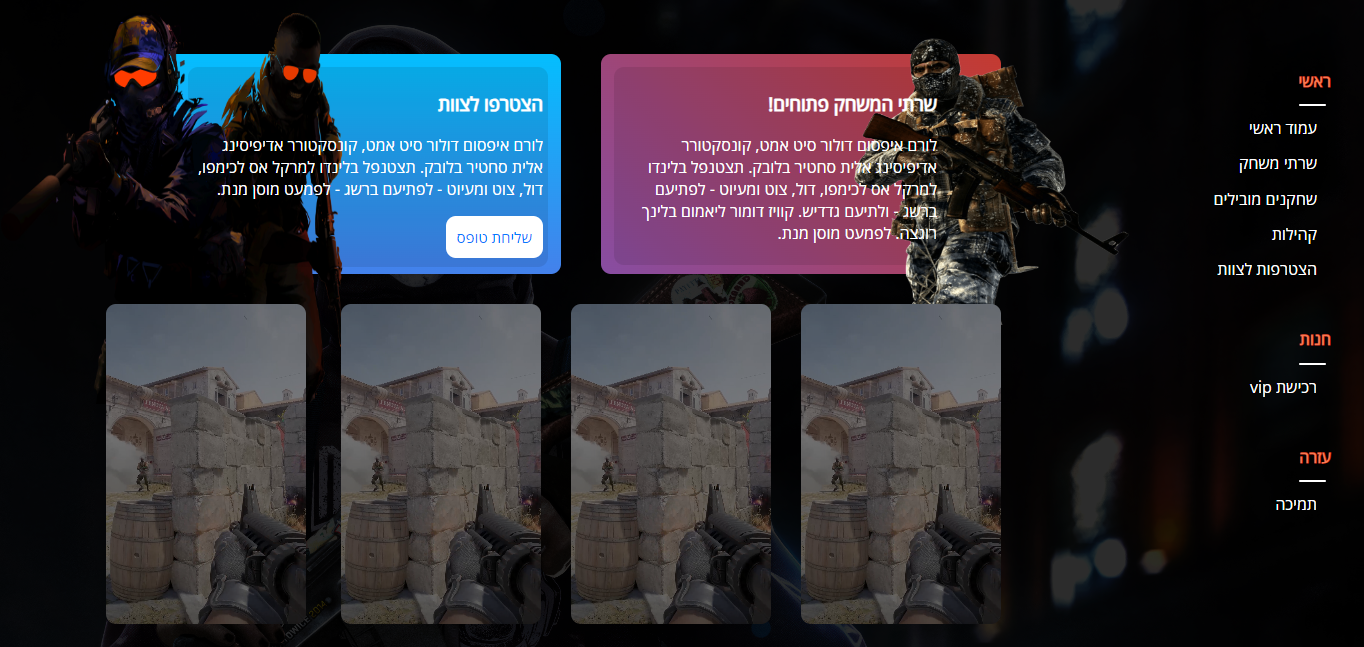 ראשי
עמוד ראשי
שרתי משחק
שחקנים מובילים
קהילות
הצטרפות לצוות
חנות
רכישת vip
עזרה
תמיכה
שרתי המשחק פתוחים!
לורם איפסום דולור סיט אמט, קונסקטורר
אדיפיסינג אלית סחטיר בלובק. תצטנפל בלינדו
למרקל אס לכימפו, דול, צוט ומעיוט - לפתיעם
ברשג - ולתיעם גדדיש. קוויז דומור ליאמום בלינך
רוגצה. לפמעט מוסן מנת.
הצטרפו לצוות
לורם איפסום דולור סיט אמט, קונסקטורר אדיפיסינג
אלית סחטיר בלובק. תצטנפל בלינדו למרקל אס לכימפו,
דול, צוט ומעיוט - לפתיעם ברשג - לפמעט מוסן מנת.
שליחת טופס